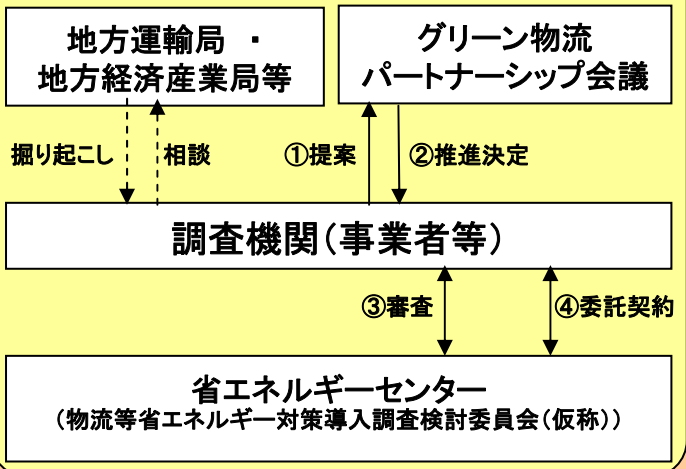 地方運輸局 ・
地方経済産業局等
グリーン物流
パートナーシップ会議
掘り起こし
相談
①提案
②推進決定
調査機関（事業者等）
③審査
④委託契約
省エネルギーセンター
（物流等省エネルギー対策導入調査検討委員会（仮称））